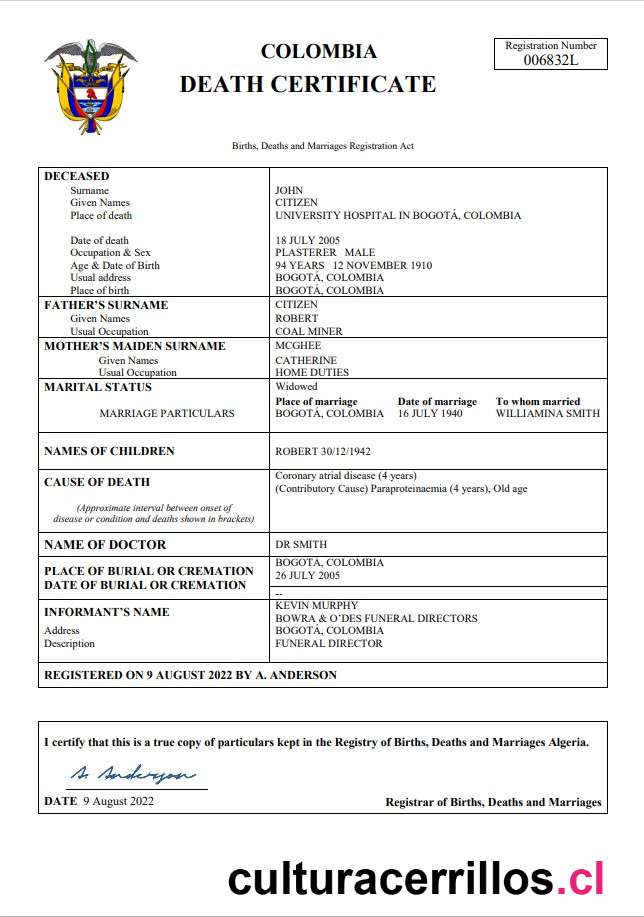 COLOMBIA
DEATH CERTIFICATE
Registration Number
006832L
Births, Deaths and Marriages Registration Act
DECEASED
Surname JOHN
Given Names CITIZEN
Place of death UNIVERSITY HOSPITAL IN BOGOTÁ, COLOMBIA
Date of death 18 JULY 2005
Occupation & Sex PLASTERER MALE
Age & Date of Birth 94 YEARS 12 NOVEMBER 1910
Usual address BOGOTÁ, COLOMBIA
Place of birth BOGOTÁ, COLOMBIA
FATHER'S SURNAME CITIZEN
Given Names ROBERT
Usual Occupation COAL MINER
MOTHER'S MAIDEN SURNAME MCGHEE
Given Names CATHERINE
Usual Occupation HOME DUTIES
MARITAL STATUS Widowed
Place of marriage Date of marriage To whom married
MARRIAGE PARTICULARS BOGOTÁ, COLOMBIA 16 JULY 1940 WILLIAMINA SMITH
NAMES OF CHILDREN ROBERT 30/12/1942
CAUSE OF DEATH Coronary atrial disease (4 years)
(Contributory Cause) Paraproteinaemia (4 years), Old age
(Approximate interval between onset of
disease or condition and deaths shown in brackets)
NAME OF DOCTOR DR SMITH
PLACE OF BURIAL OR CREMATION BOGOTÁ, COLOMBIA
DATE OF BURIAL OR CREMATION 26 JULY 2005
--
INFORMANT'S NAME KEVIN MURPHY
BOWRA & O'DES FUNERAL DIRECTORS
Address BOGOTÁ, COLOMBIA
Description FUNERAL DIRECTOR
REGISTERED ON 9 AUGUST 2022 BY A. ANDERSON
I certify that this is a true copy of particulars kept in the Registry of Births, Deaths and Marriages Algeria.
A. Anderson
DATE 9 August 2022
Registrar of Births, Deaths and Marriages
culturacerrillos.cl